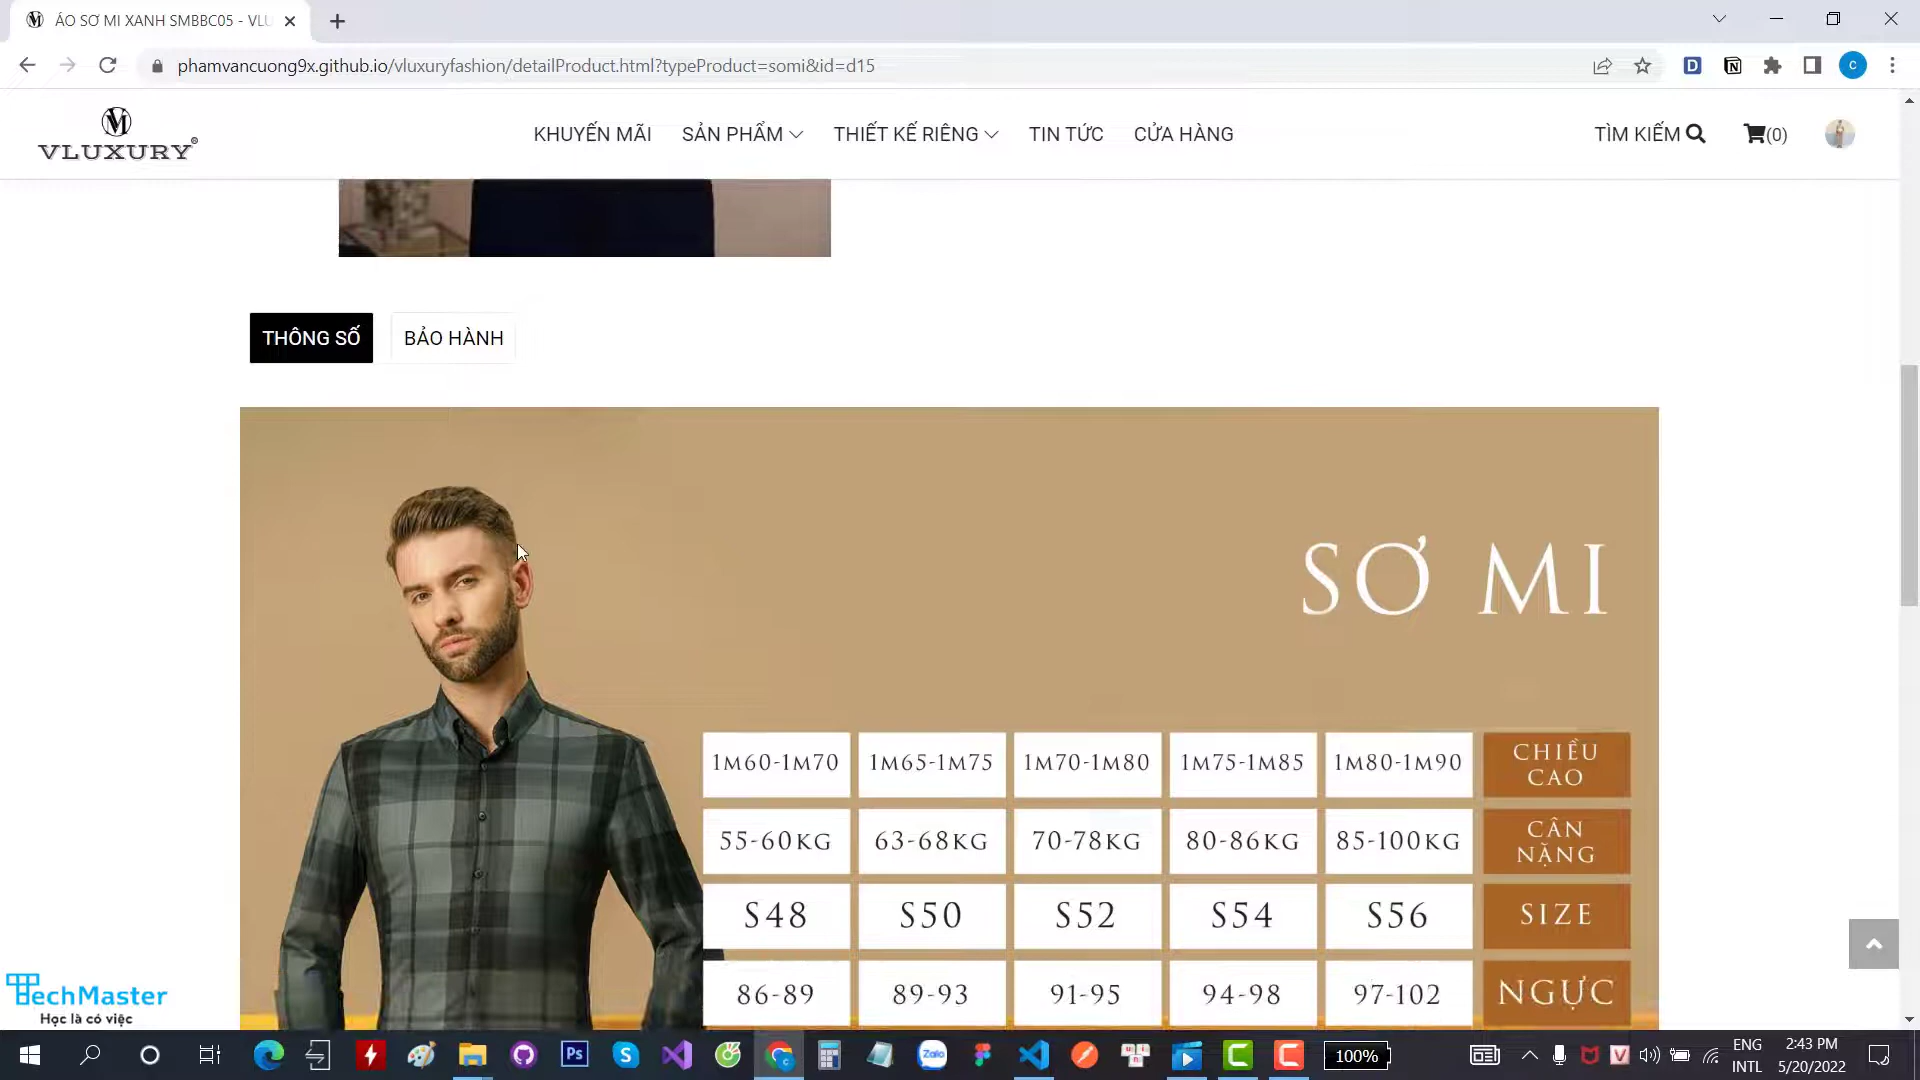 ÁO SƠ MI XANH SMBBC05 - VLU
phamvancuong9x.github.io/vluxuryfashion/detailProduct.html?typeProduct=somi&id=d15
VLUXURY®
KHUYẾN MÃI
SẢN PHẨM
THIẾT KẾ RIÊNG
TIN TỨC
CỬA HÀNG
TÌM KIẾM
(0)
THÔNG SỐ
BẢO HÀNH
SƠ MI
1M60-1M70 1M65-1M75 1M70-1M80 1M75-1M85 1M80-1M90 CHIỀU CAO
55-60KG 63-68KG 70-78KG 80-86KG 85-100KG CÂN NẶNG
S48 S50 S52 S54 S56 SIZE
86-89 89-93 91-95 94-98 97-102 NGỰC
TechMaster
Học là có việc
Ps
Zalo
100%
ENG
INTL
2:43 PM
5/20/2022